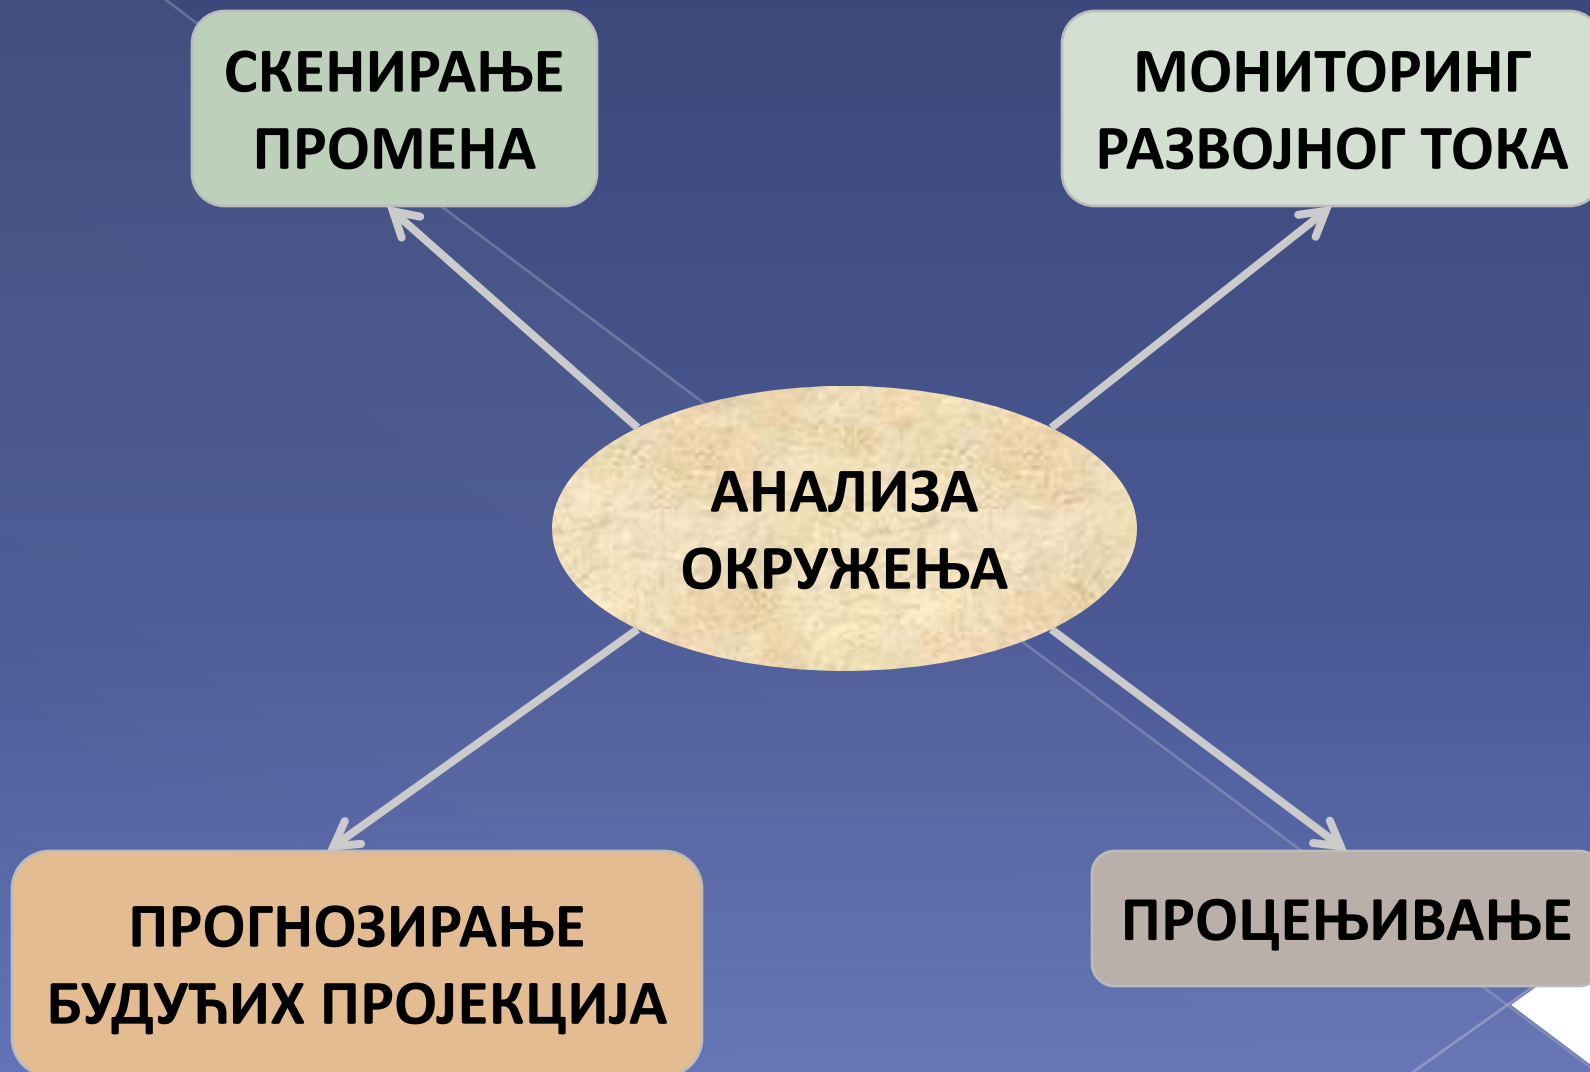 СКЕНИРАЊЕ
ПРОМЕНА
МОНИТОРИНГ
РАЗВОЈНОГ ТОКА
АНАЛИЗА
ОКРУЖЕЊА
ПРОГНОЗИРАЊЕ
БУДУЋИХ ПРОЈЕКЦИЈА
ПРОЦЕЊИВАЊЕ